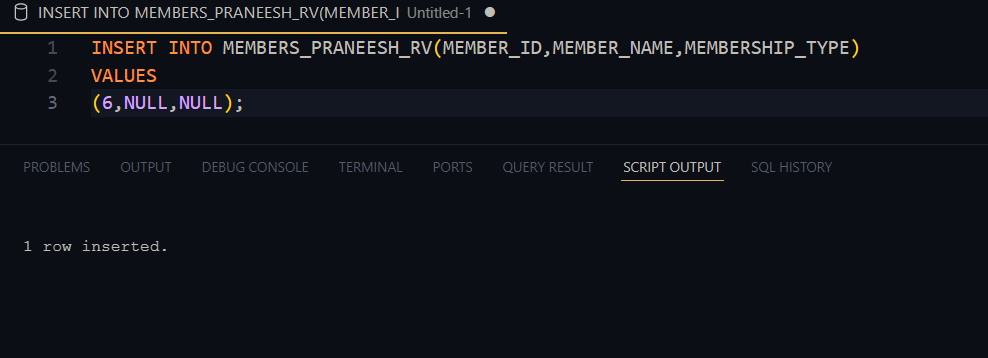 INSERT INTO MEMBERS_PRANEESH_RV(MEMBER_I Untitled-1
1 INSERT INTO MEMBERS_PRANEESH_RV(MEMBER_ID,MEMBER_NAME,MEMBERSHIP_TYPE)
2 VALUES
3 (6,NULL,NULL);
PROBLEMS OUTPUT DEBUG CONSOLE TERMINAL PORTS QUERY RESULT SCRIPT OUTPUT SQL HISTORY
1 row inserted.